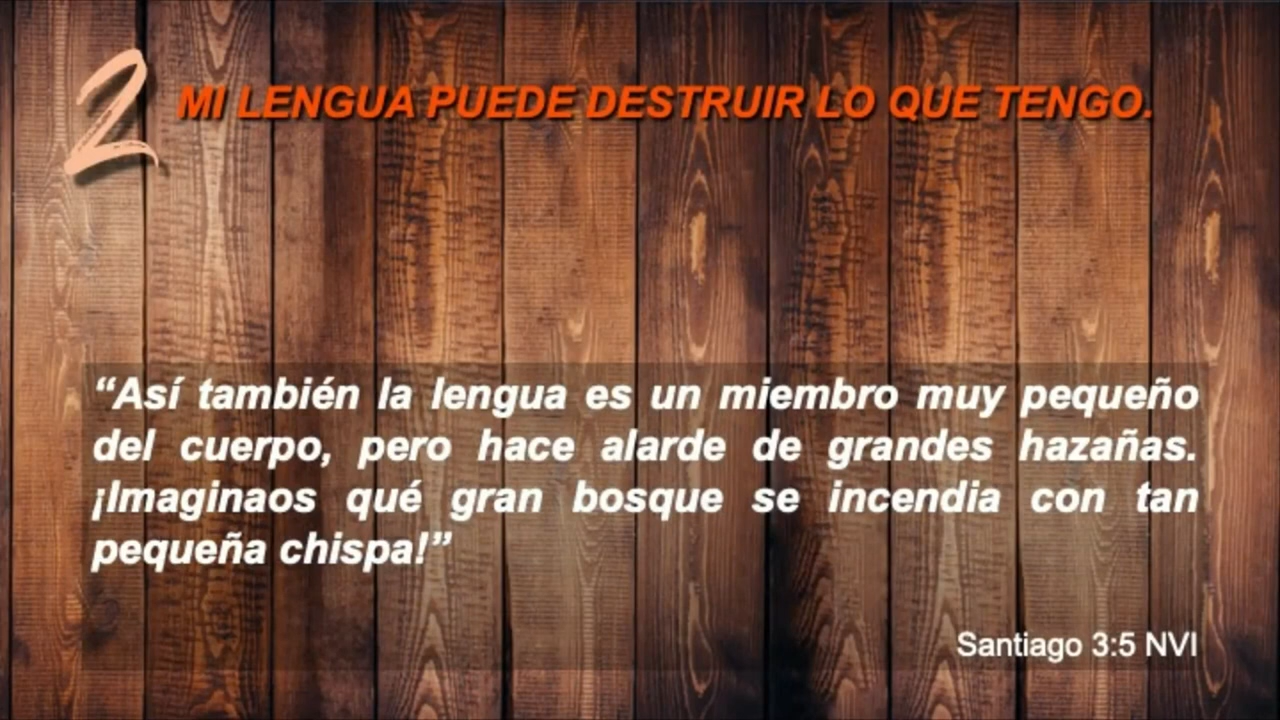 2
MI LENGUA PUEDE DESTRUIR LO QUE TENGO.
“Así también la lengua es un miembro muy pequeño
del cuerpo, pero hace alarde de grandes hazañas.
¡Imaginaos qué gran bosque se incendia con tan
pequeña chispa!”
Santiago 3:5 NVI